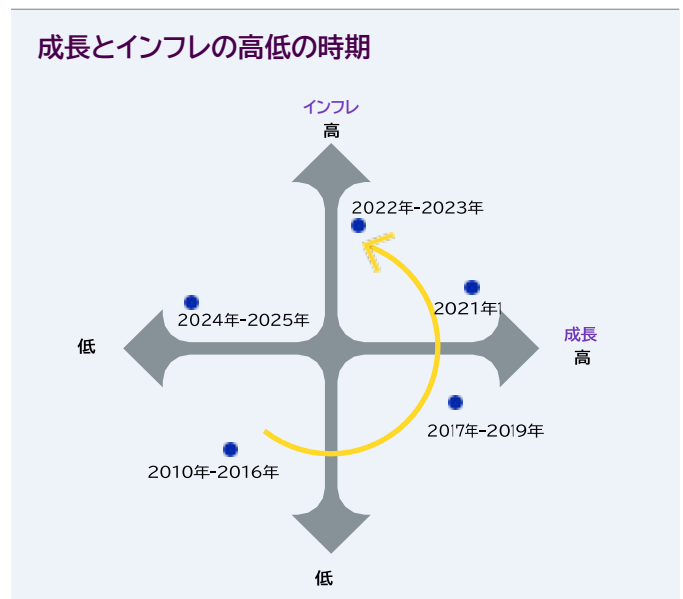 成長とインフレの高低の時期
インフレ
高
2022年-2023年
2021年
2024年-2025年
低
成長
高
2017年-2019年
2010年-2016年
低